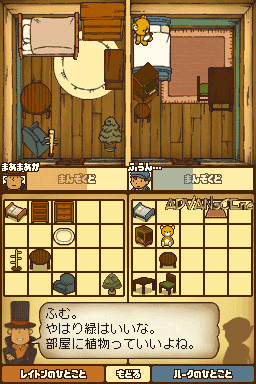 まあまあか
まんぞくど
ふうん…
まんぞくど
ADVANSCENE
ふむ。
やはり緑はいいな。
部屋に植物っていいよね。
レイトンのひとこと
もどる
ルークのひとこと